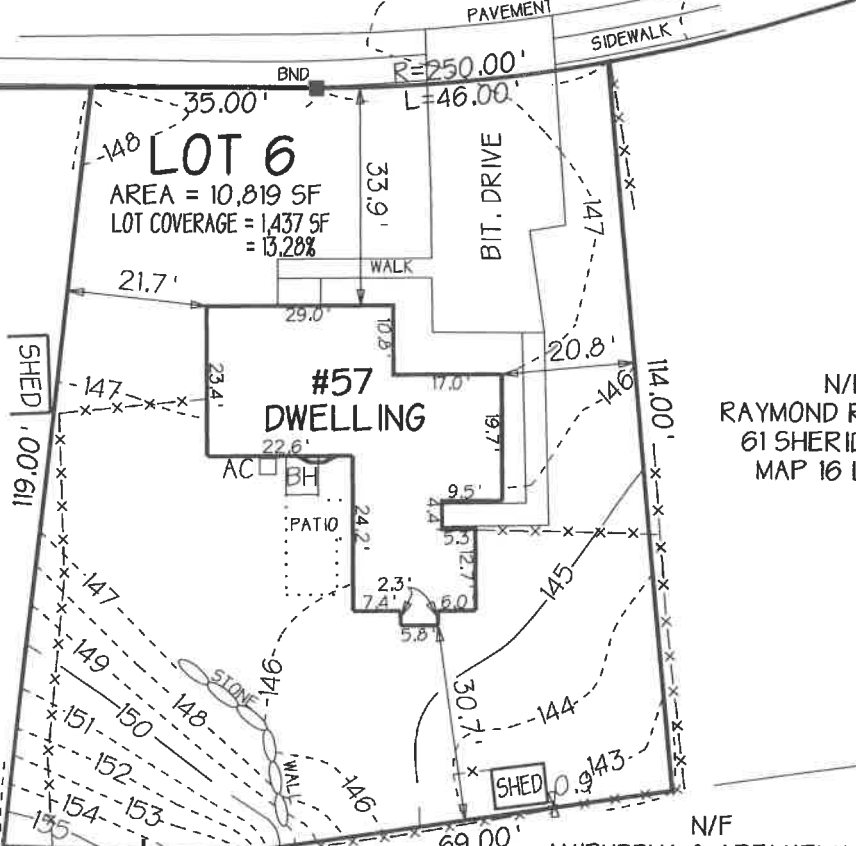 PAVEMENT
SIDEWALK
BND
R=250.00'
35.00'
L=46.00'
148
LOT 6
AREA = 10,819 SF
LOT COVERAGE = 1,437 SF
= 13.28%
33.9'
BIT. DRIVE
147
WALK
21.7'
29.0'
10.8'
20.8'
SHED
147
23.4'
#57
DWELLING
17.0'
146
114.00'
N/F
RAYMOND
61
MAP 16
119.00'
22.6'
19.7'
AC
BH
9.5'
4.4'
PATIO
24.2'
5.3'
12.7'
145
147
2.3'
7.4'
6.0'
5.8'
149
146
STONE
148
30.7'
151
150
144
WALL
152
143
146
SHED
0.9'
154
153
155
69.00'
N/F